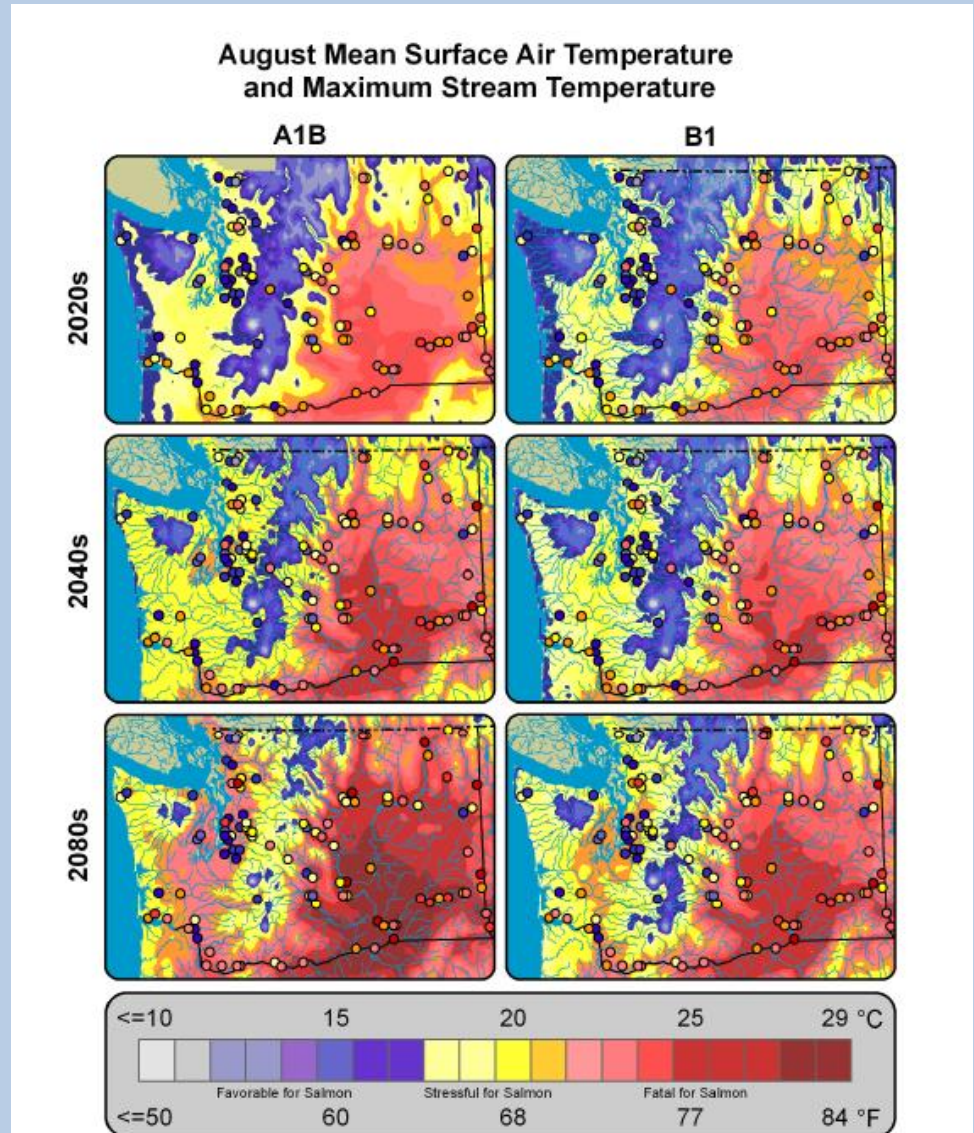 August Mean Surface Air Temperature
and Maximum Stream Temperature
A1B B1
2020s
2040s
2080s
<=10 15 20 25 29 °C
Favorable for Salmon Stressful for Salmon Fatal for Salmon
<=50 60 68 77 84 °F